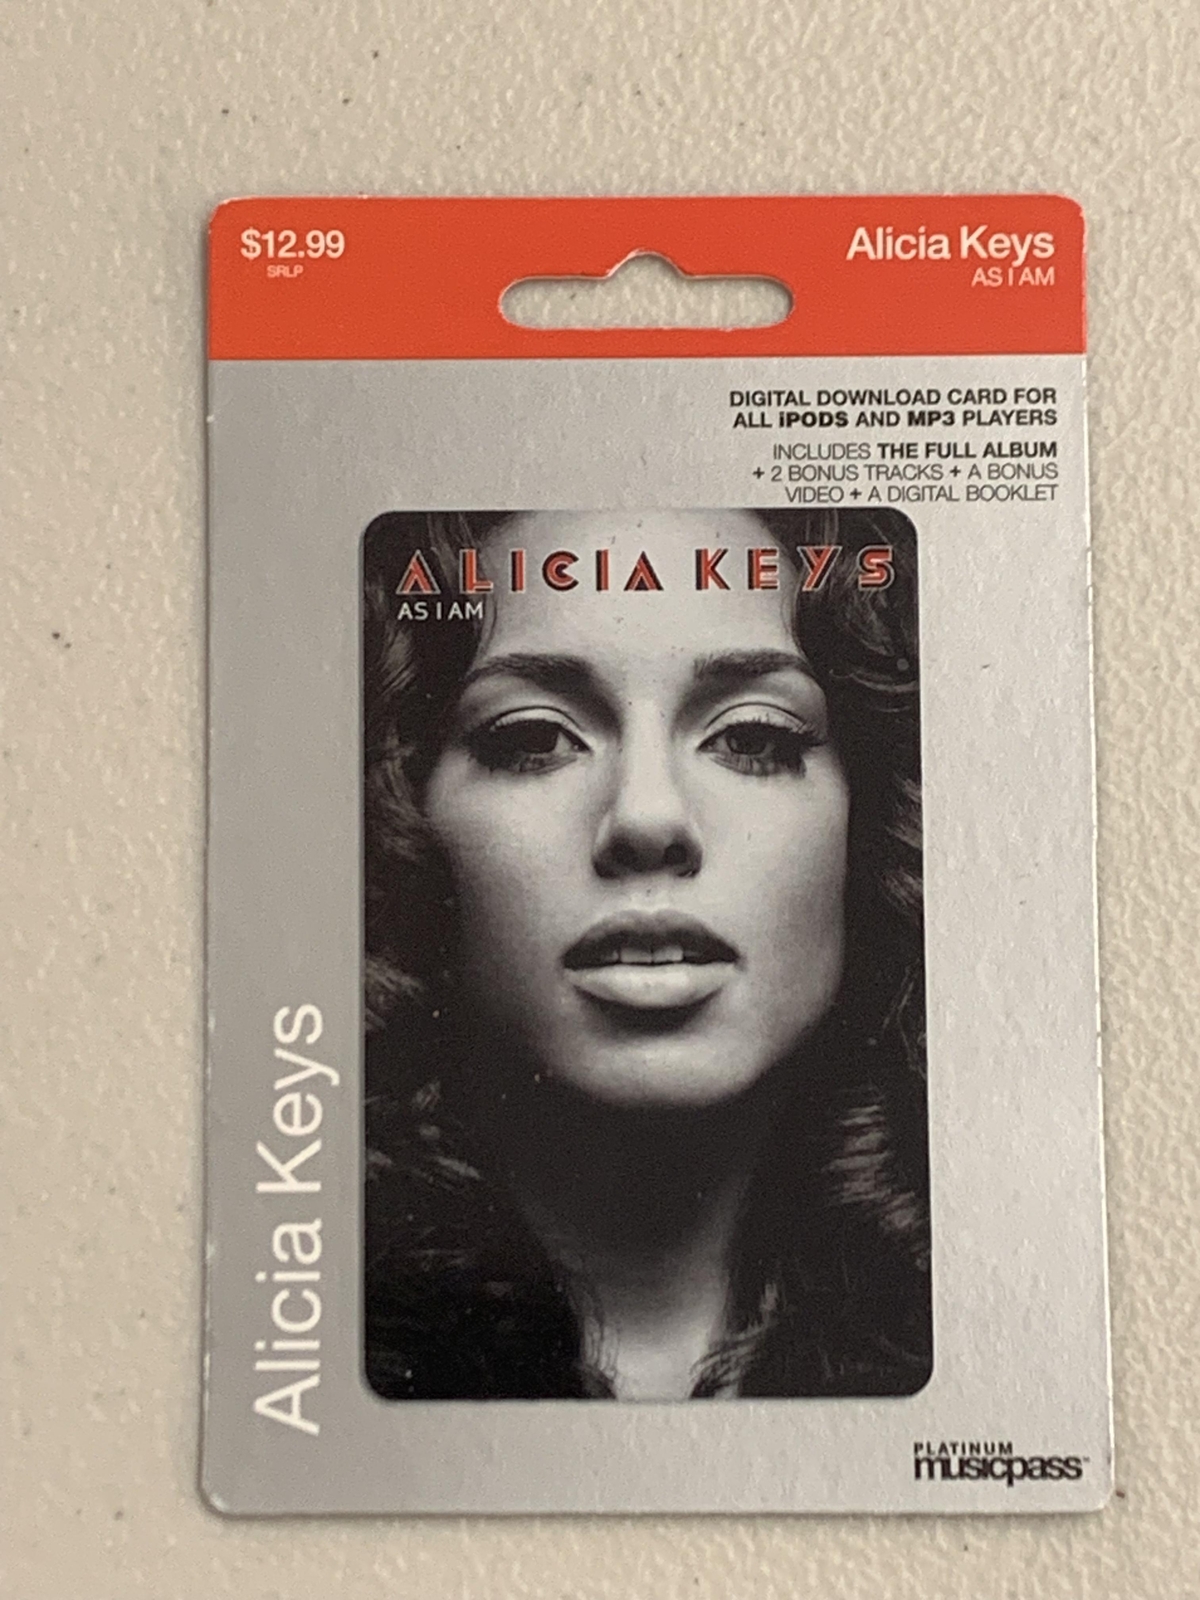 $12.99
SRLP
Alicia Keys
AS I AM
DIGITAL DOWNLOAD CARD FOR
ALL iPODS AND MP3 PLAYERS
INCLUDES THE FULL ALBUM
+ 2 BONUS TRACKS + A BONUS
VIDEO + A DIGITAL BOOKLET
ALICIA KEYS
AS I AM
Alicia Keys
PLATINUM
musicpass™